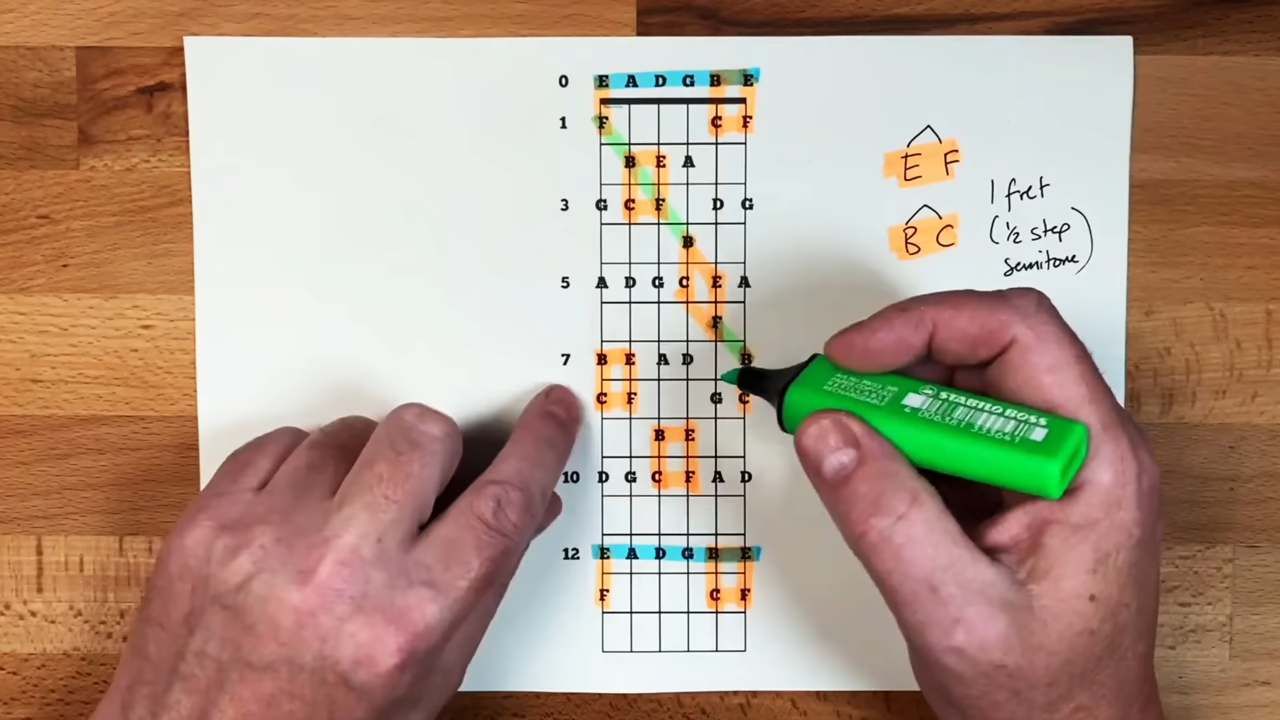 0 E A D G B E
1 F C F
B E A
3 G C F D G
B
5 A D G C E A
F
7 B E A D B
C F G C
B E
10 D G C F A D
12 E A D G B E
F C F
E F
B C
1 fret
(½ step
semitone)
STABILO BOSS